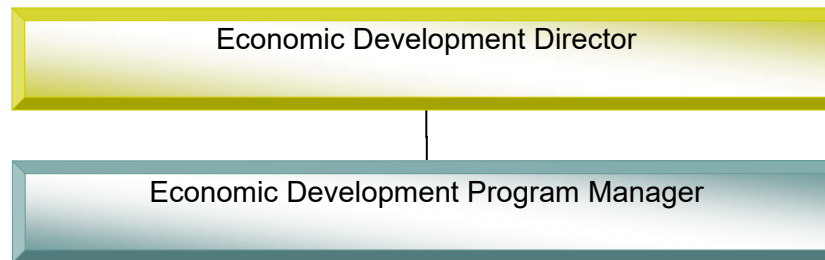 Economic Development Director
Economic Development Program Manager